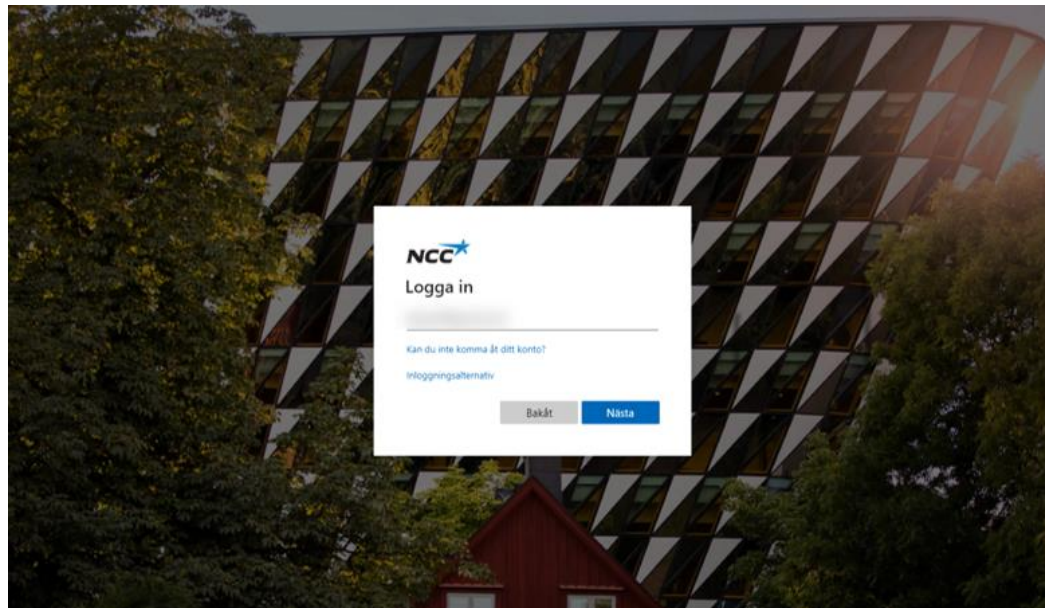 NCC
Logga in
Kan du inte komma åt ditt konto?
Inloggningsalternativ
Bakåt
Nästa